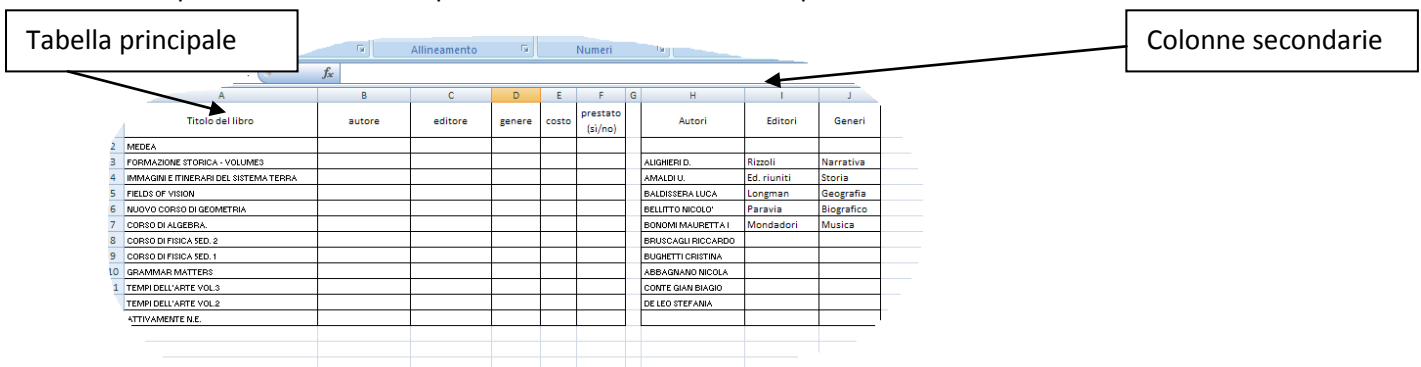 Tabella principale
Colonne secondarie
Allineamento Numeri
fx
A B C D E F G H I J
Titolo del libro autore editore genere costo prestato (si/no) Autori Editori Generi
2 MEDEA
3 FORMAZIONE STORICA - VOLUME3 ALIGHIERI D. Rizzoli Narrativa
4 IMMAGINI E ITINERARI DEL SISTEMA TERRA AMALDI U. Ed. riuniti Storia
5 FIELDS OF VISION BALDISSERA LUCA Longman Geografia
6 NUOVO CORSO DI GEOMETRIA BELLITTO NICOLO' Paravia Biografico
7 CORSO DI ALGEBRA. BONOMI MAURETTA I Mondadori Musica
8 CORSO DI FISICA 5ED. 2 BRUSCAGLI RICCARDO
9 CORSO DI FISICA 5ED. 1 BUGHETTI CRISTINA
10 GRAMMAR MATTERS ABBAGNANO NICOLA
1 TEMPI DELL'ARTE VOL.3 CONTE GIAN BIAGIO
TEMPI DELL'ARTE VOL.2 DE LEO STEFANIA
ATTIVAMENTE N.E.